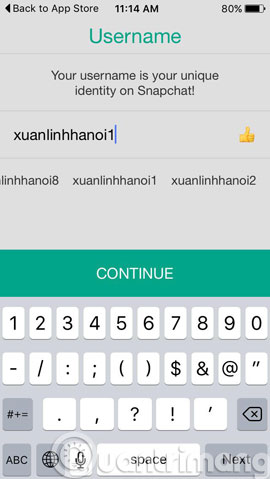 Back to App Store 11:14 AM 80%
Username
Your username is your unique
identity on Snapchat!
xuanlinhhanoi1
linhhanoi8 xuanlinhhanoi1 xuanlinhhanoi2
CONTINUE
1 2 3 4 5 6 7 8 9 0
- / : ; ( ) $ & @ "
#+= . , ? ! ' 
ABC space Next
Quantrimang